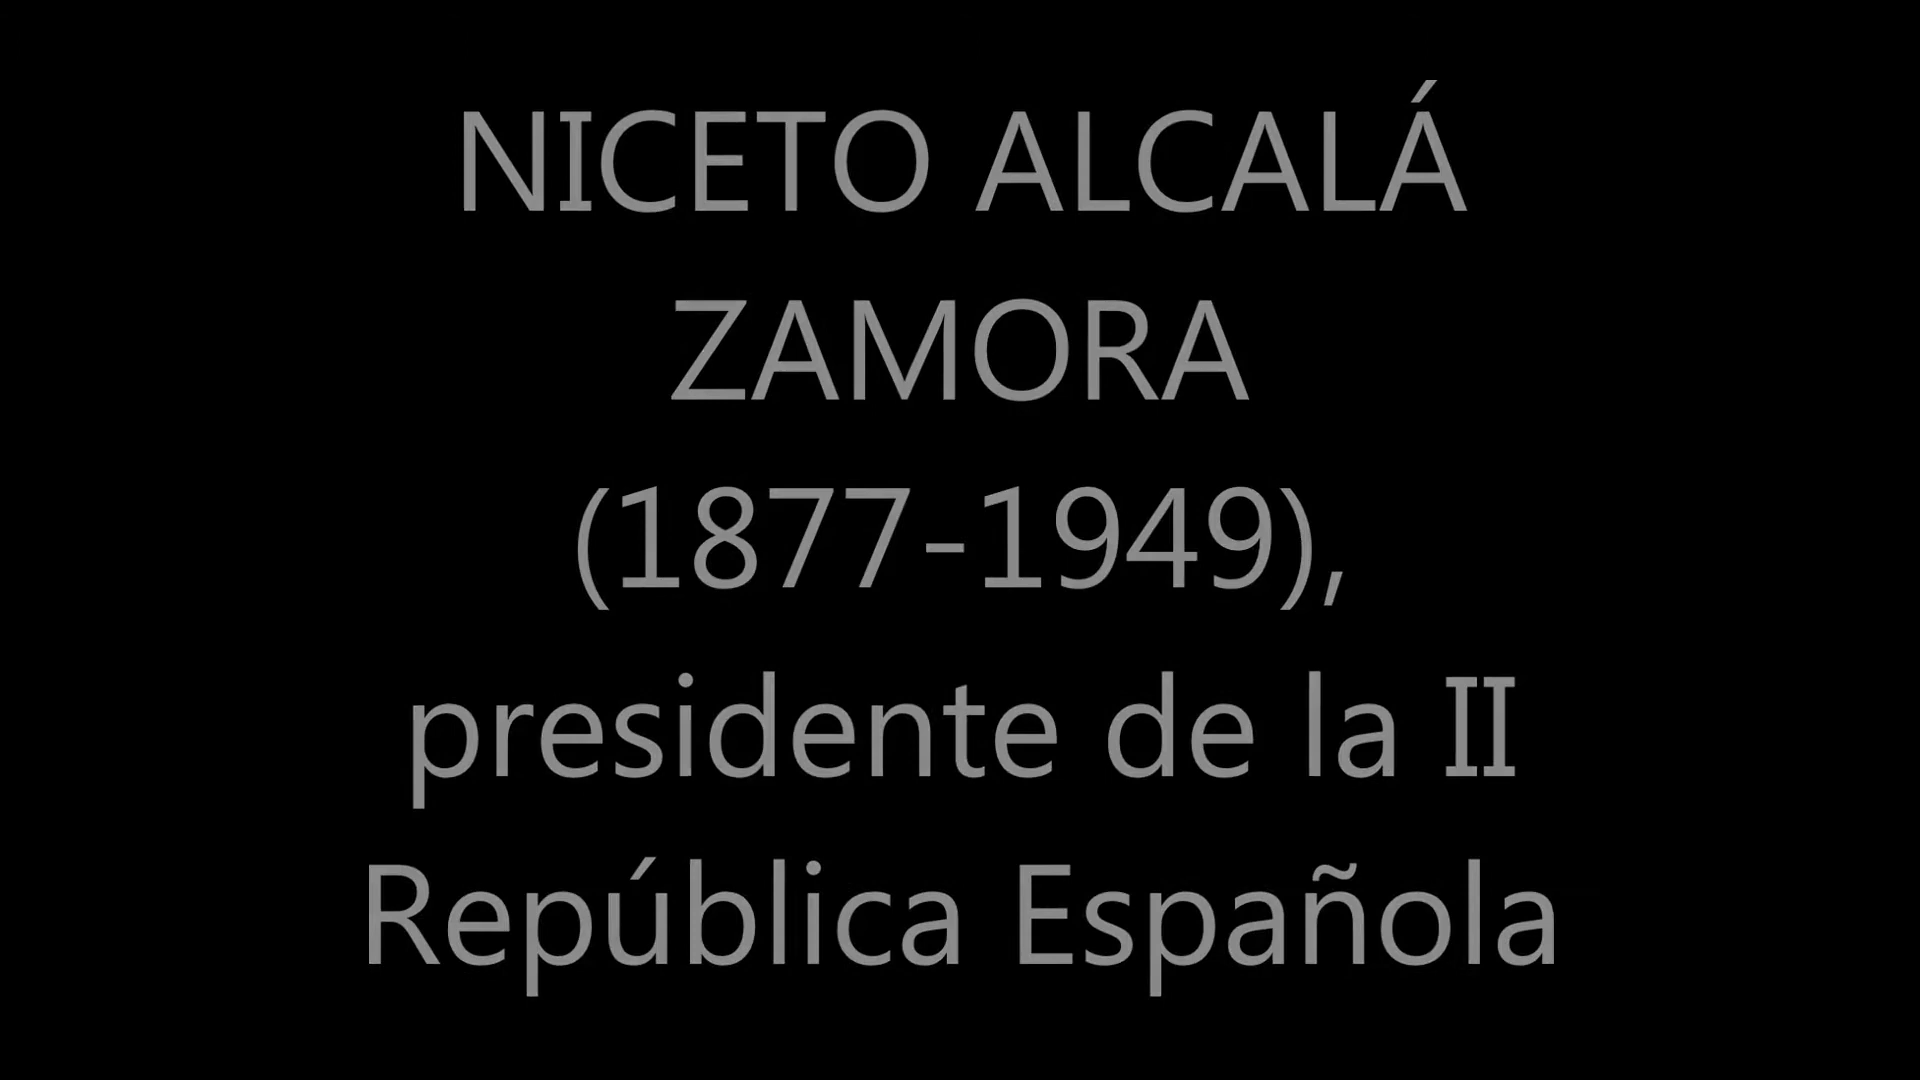 NICETO ALCALÁ
ZAMORA
(1877-1949),
presidente de la II
República Española